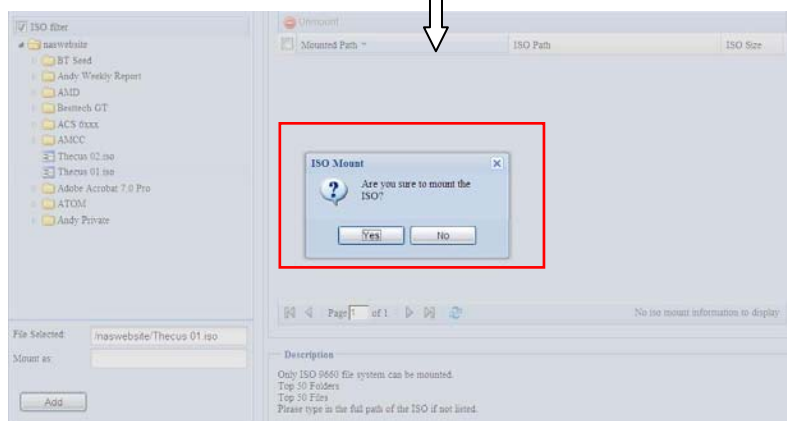 ISO filter
naswebsite
BT Seed
Andy Weekly Report
AMD
Besttech GT
ACS 6xxx
AMCC
Thecus 02.iso
Thecus 01.iso
Adobe Acrobat 7.0 Pro
ATOM
Andy Private
File Selected: /naswebsite/Thecus 01.iso
Mount as:
Add
Unmount
Mounted Path ISO Path ISO Size
ISO Mount
Are you sure to mount the
ISO?
Yes No
Page 1 of 1 No iso mount information to display
Description
Only ISO 9660 file system can be mounted.
Top 50 Folders
Top 50 Files
Please type in the full path of the ISO if not listed.